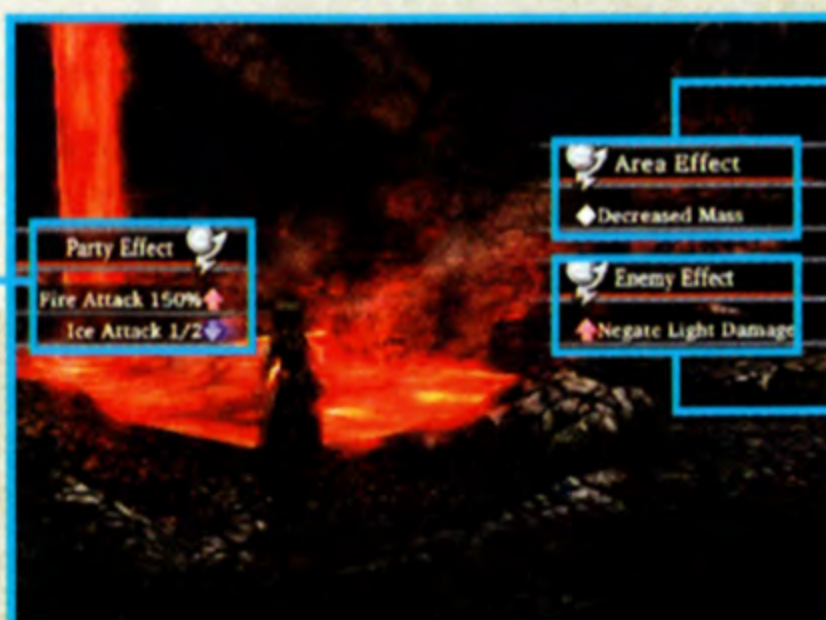 Party Effect
Fire Attack 150%
Ice Attack 1/2
Area Effect
Decreased Mass
Enemy Effect
Negate Light Damage